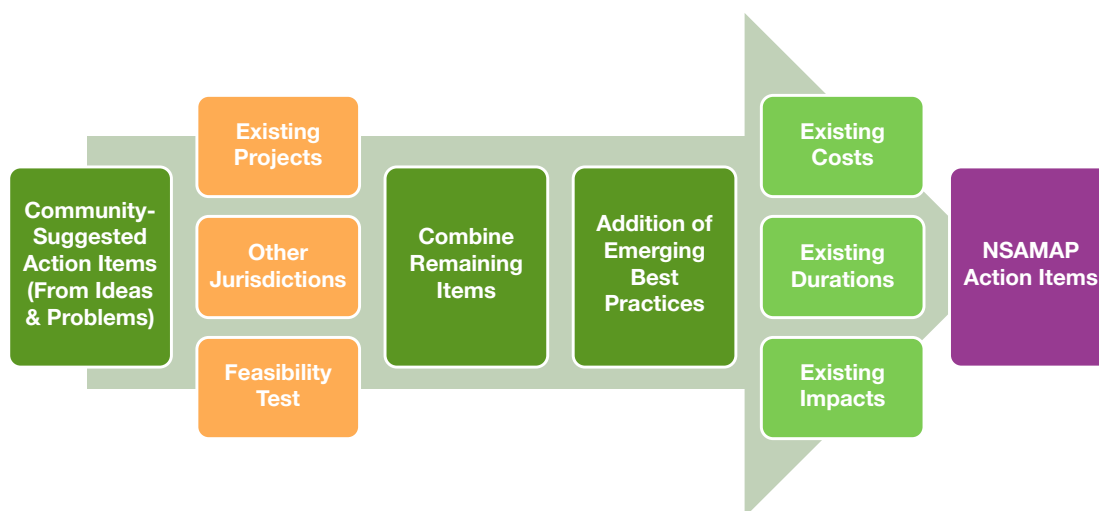 Community-
Suggested
Action Items
(From Ideas
& Problems)
Existing
Projects
Other
Jurisdictions
Feasibility
Test
Combine
Remaining
Items
Addition of
Emerging
Best
Practices
Existing
Costs
Existing
Durations
Existing
Impacts
NSAMAP
Action Items